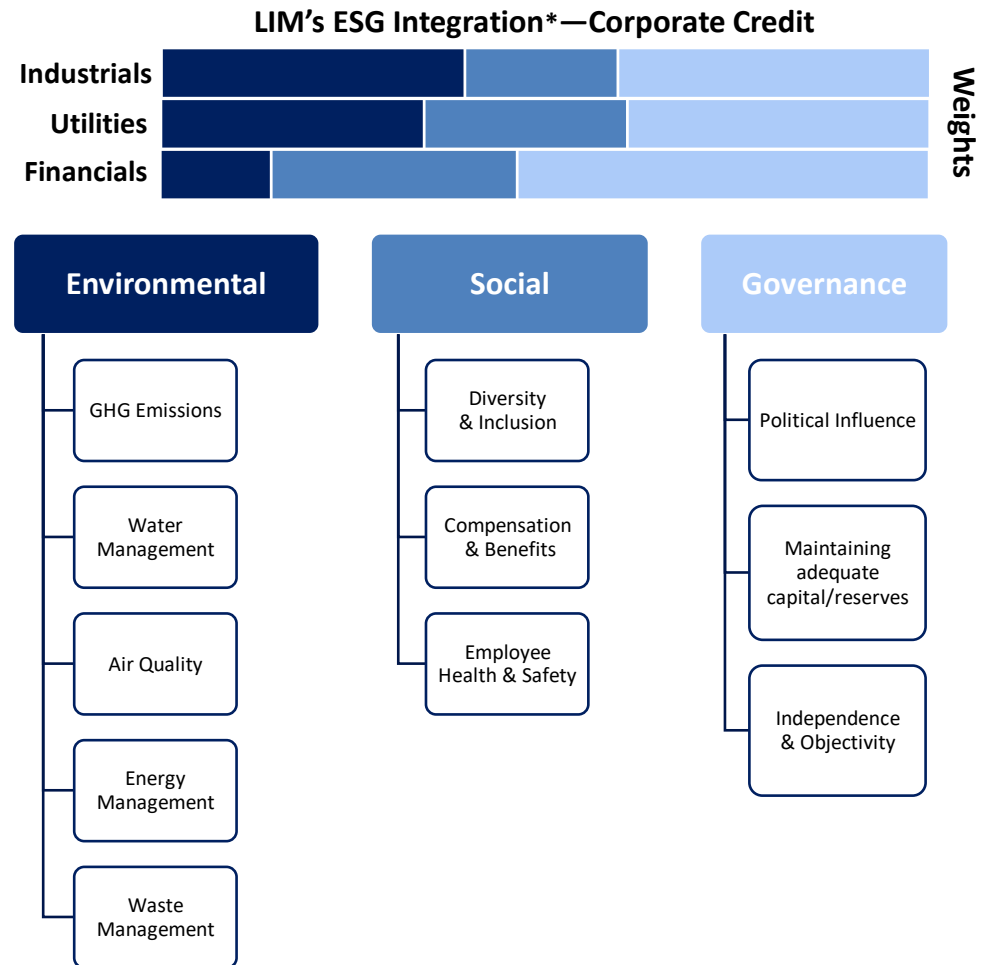 LIM’s ESG Integration*—Corporate Credit
Industrials
Utilities
Financials
Weights
Environmental
GHG Emissions
Water
Management
Air Quality
Energy
Management
Waste
Management
Social
Diversity
& Inclusion
Compensation
& Benefits
Employee
Health & Safety
Governance
Political Influence
Maintaining
adequate
capital/reserves
Independence
& Objectivity